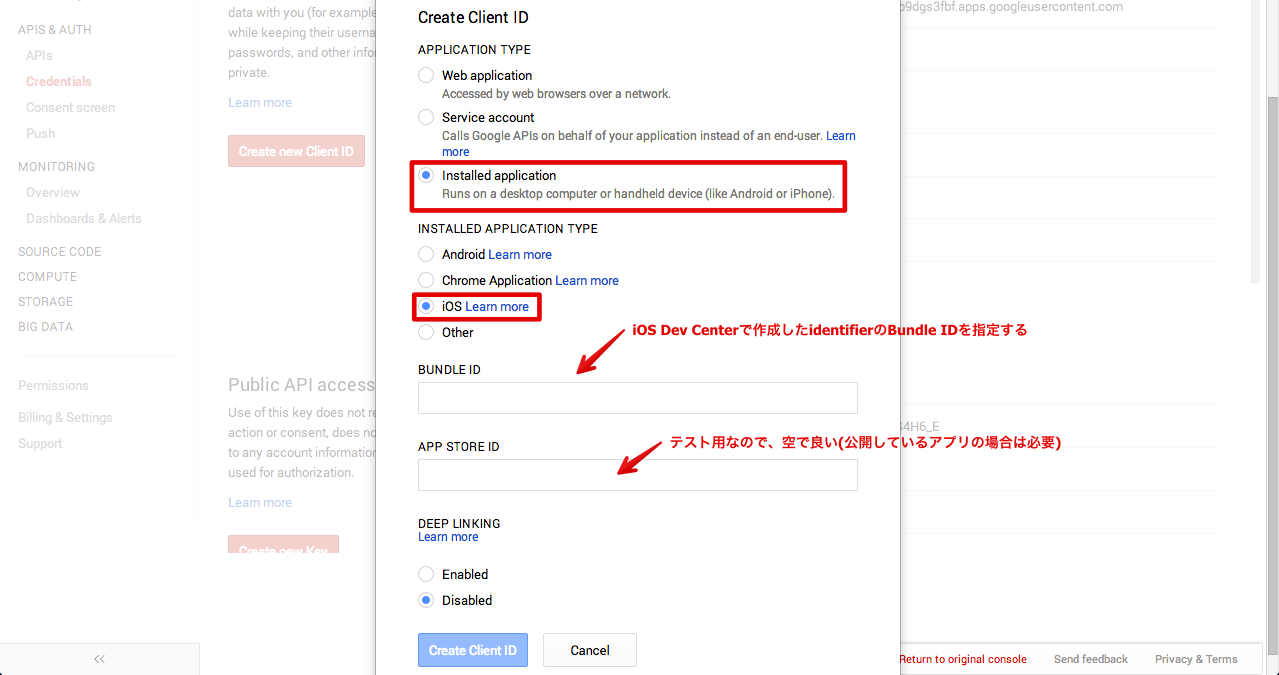 APIS & AUTH
APIs
Credentials
Consent screen
Push
MONITORING
Overview
Dashboards & Alerts
SOURCE CODE
COMPUTE
STORAGE
BIG DATA
Permissions
Billing & Settings
Support
data with you (for example
while keeping their
passwords, and other
private.
Learn more
Create new Client ID
Public API access
Use of this key does not
action or consent, does
to any account information
used for authorization.
Learn more
Create new Key
Create Client ID
APPLICATION TYPE
Web application
Accessed by web browsers over a network.
Service account
Calls Google APIs on behalf of your application instead of an end-user. Learn
more
Installed application
Runs on a desktop computer or handheld device (like Android or iPhone).
INSTALLED APPLICATION TYPE
Android Learn more
Chrome Application Learn more
iOS Learn more
Other
iOS Dev Centerで作成したidentifierのBundle IDを指定する
BUNDLE ID
テスト用なので、空で良い(公開しているアプリの場合は必要)
APP STORE ID
DEEP LINKING
Learn more
Enabled
Disabled
Create Client ID
Cancel
9dgs3fbf.apps.googleusercontent.com
4H6_E
Return to original console
Send feedback
Privacy & Terms